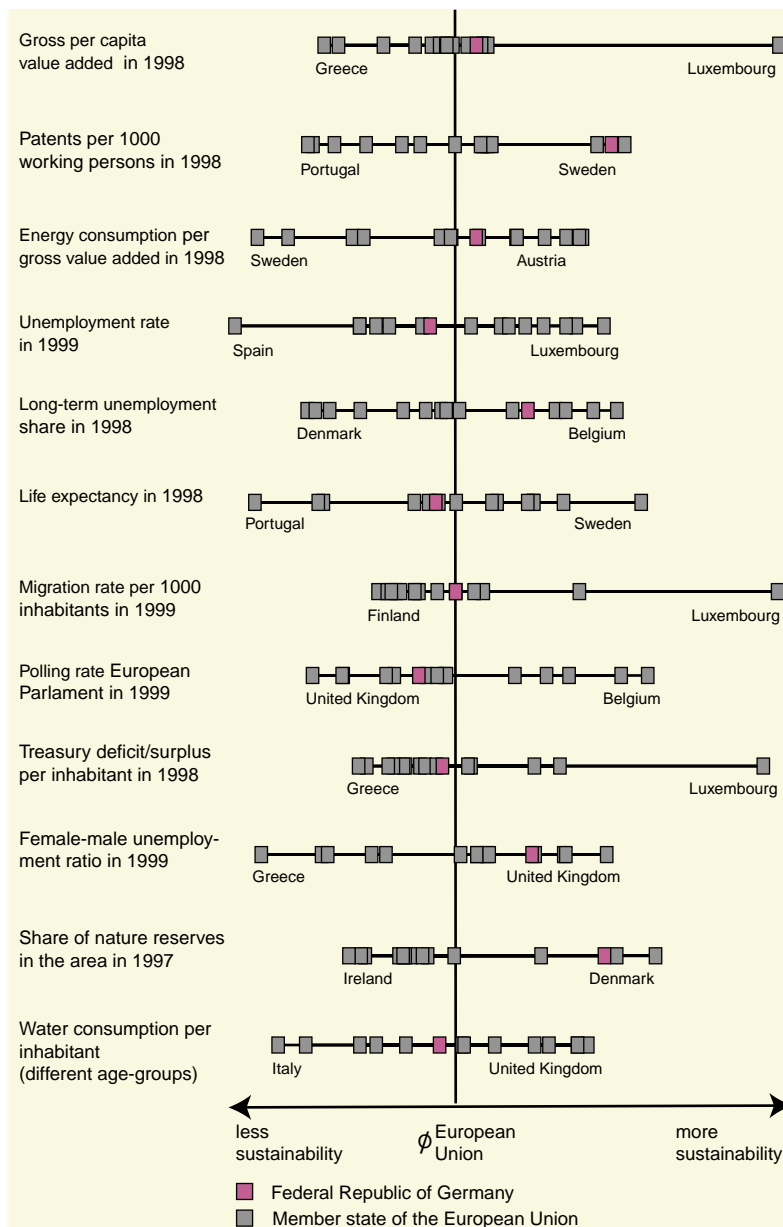 Gross per capita
value added in 1998
Greece
Luxembourg
Patents per 1000
working persons in 1998
Portugal
Sweden
Energy consumption per
gross value added in 1998
Sweden
Austria
Unemployment rate
in 1999
Spain
Luxembourg
Long-term unemployment
share in 1998
Denmark
Belgium
Life expectancy in 1998
Portugal
Sweden
Migration rate per 1000
inhabitants in 1999
Finland
Luxembourg
Polling rate European
Parlament in 1999
United Kingdom
Belgium
Treasury deficit/surplus
per inhabitant in 1998
Greece
Luxembourg
Female-male unemploy-
ment ratio in 1999
Greece
United Kingdom
Share of nature reserves
in the area in 1997
Ireland
Denmark
Water consumption per
inhabitant
(different age-groups)
Italy
United Kingdom
less
sustainability
ϕ European
Union
more
sustainability
Federal Republic of Germany
Member state of the European Union